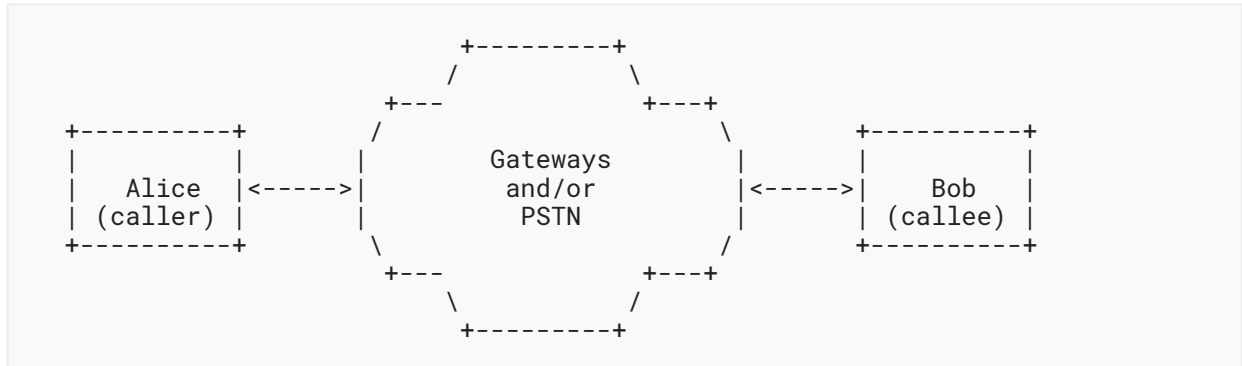 +---------+
                         /           \
                     +---             +---+
+----------+        /                      \        +----------+
|          |       |        Gateways        |       |          |
|   Alice  |<----->|         and/or         |<----->|    Bob   |
| (caller) |       |          PSTN          |       | (callee) |
+----------+        \                      /        +----------+
                     +---             +---+
                         \           /
                          +---------+